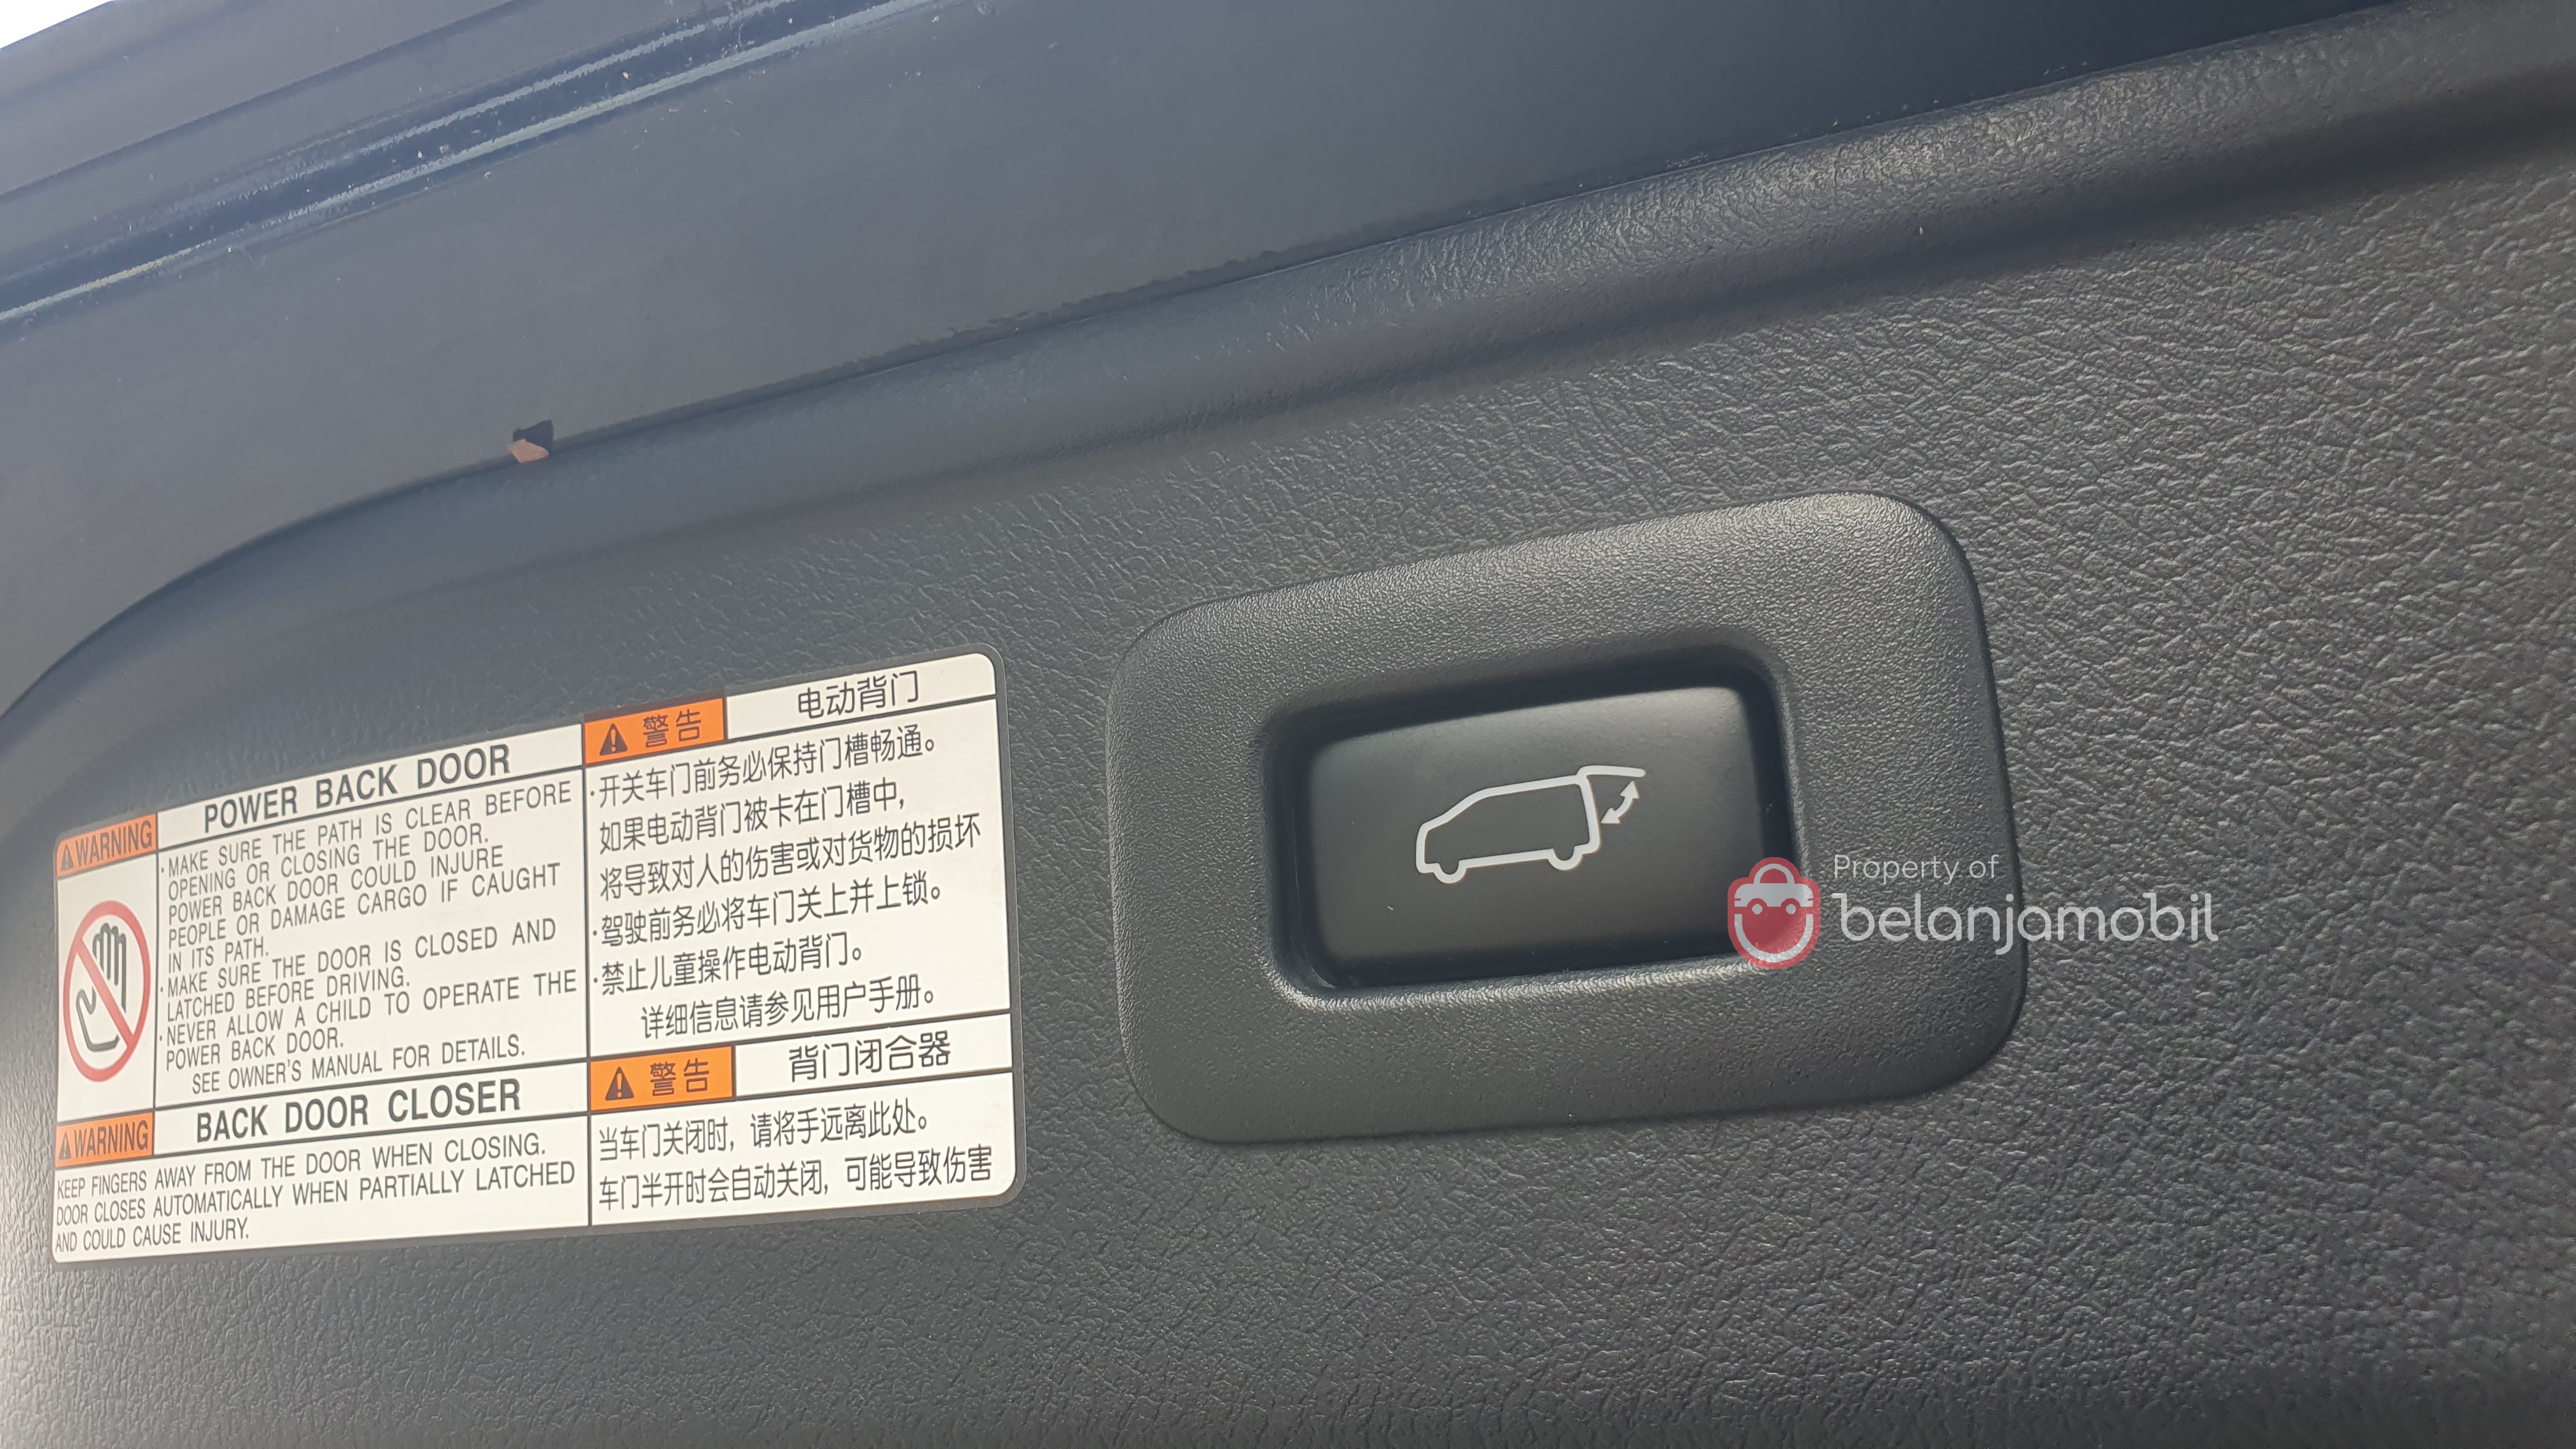 POWER BACK DOOR
WARNING
·MAKE SURE THE PATH IS CLEAR BEFORE
OPENING OR CLOSING THE DOOR.
POWER BACK DOOR COULD INJURE
PEOPLE OR DAMAGE CARGO IF CAUGHT
IN ITS PATH.
·MAKE SURE THE DOOR IS CLOSED AND
LATCHED BEFORE DRIVING.
·NEVER ALLOW A CHILD TO OPERATE THE
POWER BACK DOOR.
SEE OWNER'S MANUAL FOR DETAILS.
WARNING
BACK DOOR CLOSER
KEEP FINGERS AWAY FROM THE DOOR WHEN CLOSING.
DOOR CLOSES AUTOMATICALLY WHEN PARTIALLY LATCHED
AND COULD CAUSE INJURY.
警告
电动背门
·开关车门前务必保持门槽畅通。
如果电动背门被卡在门槽中,
将导致对人的伤害或对货物的损坏
·驾驶前务必将车门关上并上锁。
·禁止儿童操作电动背门。
详细信息请参见用户手册。
警告
背门闭合器
当车门关闭时, 请将手远离此处。
车门半开时会自动关闭, 可能导致伤害
Property of
belanjamobil